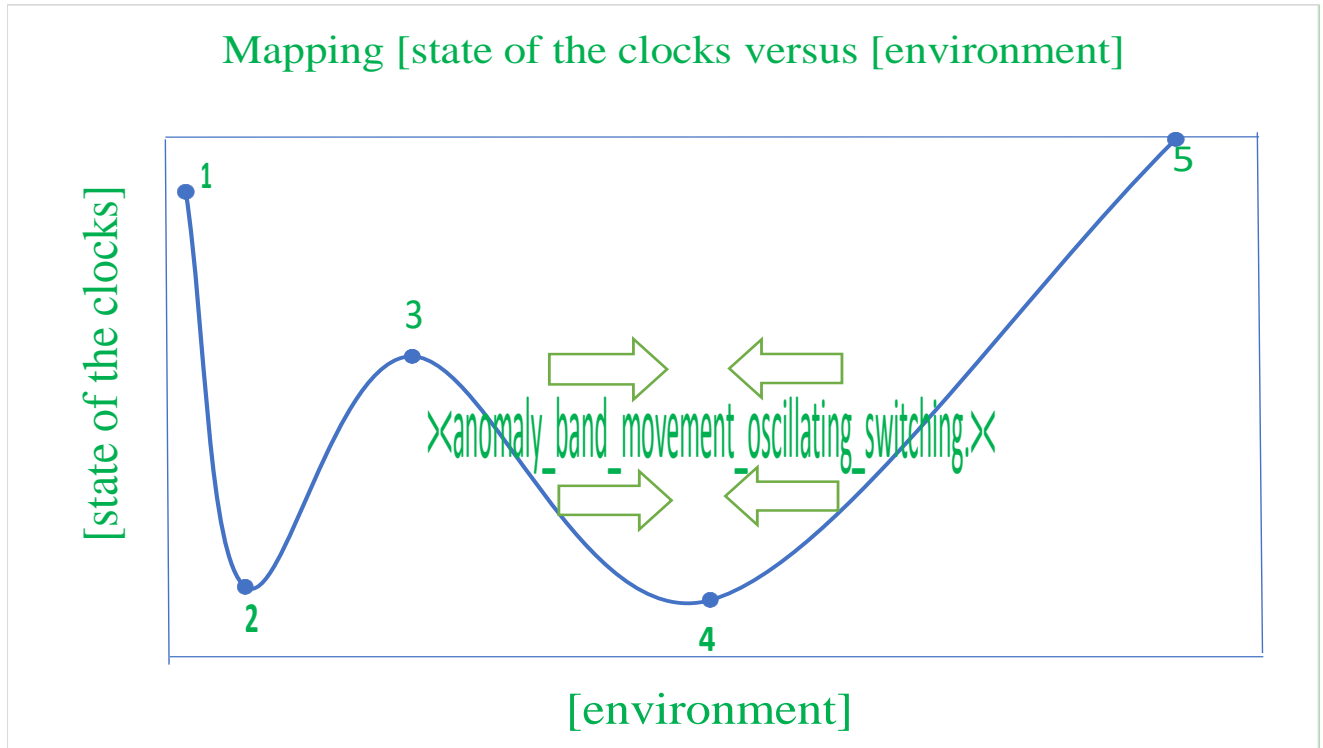 Mapping [state of the clocks versus [environment]
1
5
[state of the clocks]
3
><anomaly_band_movement_oscillating_switching.><
2
4
[environment]